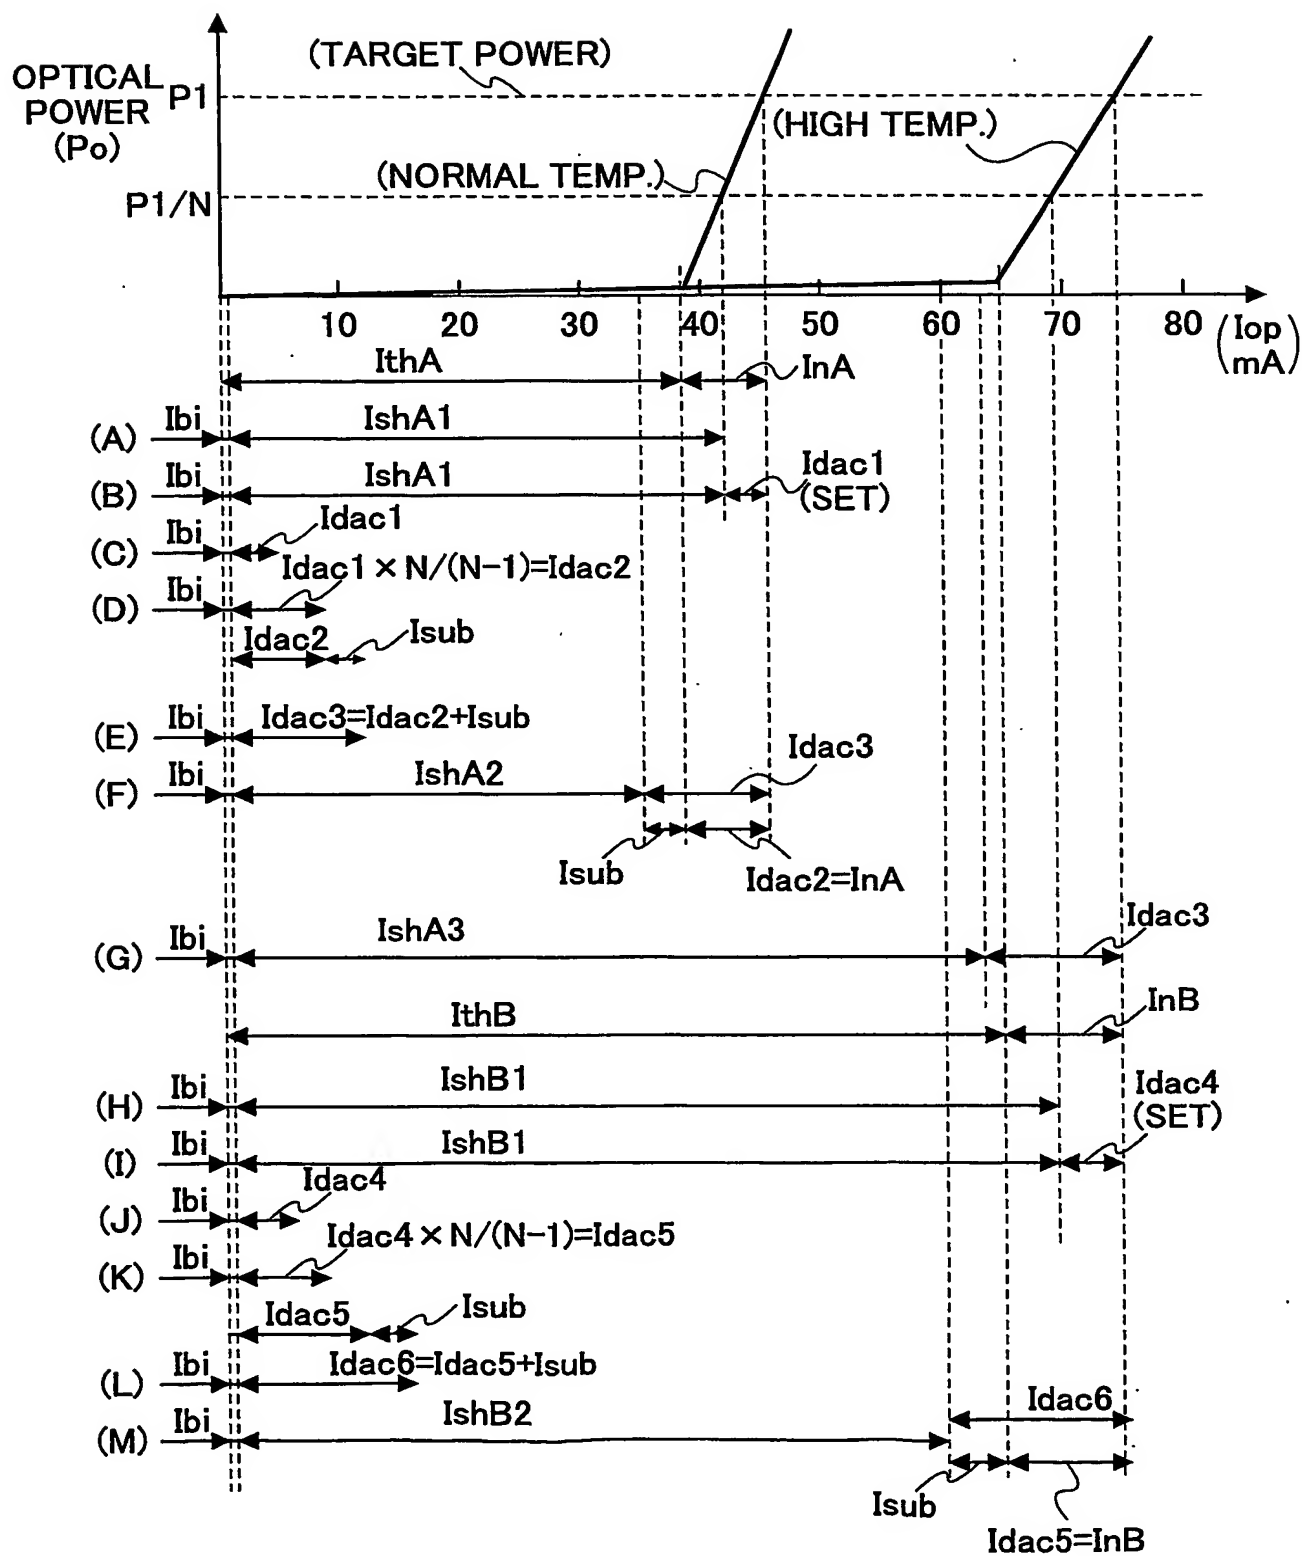 (TARGET POWER)
OPTICAL
POWER
(Po)
P1
(HIGH TEMP.)
(NORMAL TEMP.)
P1/N
10 20 30 40 50 60 70 80
(Iop
mA)
IthA
InA
(A) Ibi IshA1
(B) Ibi IshA1
Idac1
(SET)
(C) Ibi Idac1
(D) Ibi Idac1×N/(N-1)=Idac2
Idac2 Isub
(E) Ibi Idac3=Idac2+Isub
(F) Ibi IshA2 Idac3
Isub Idac2=InA
(G) Ibi IshA3 Idac3
IthB InB
(H) Ibi IshB1
Idac4
(SET)
(I) Ibi IshB1
(J) Ibi Idac4
(K) Ibi Idac4×N/(N-1)=Idac5
Idac5 Isub
(L) Ibi Idac6=Idac5+Isub
(M) Ibi IshB2 Idac6
Isub
Idac5=InB